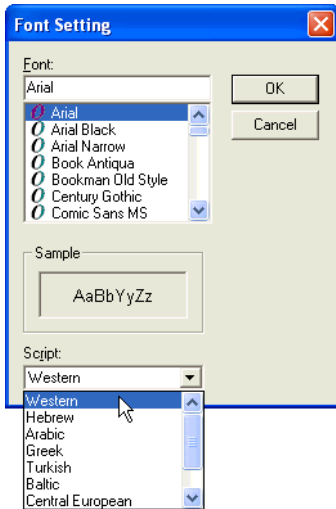 Font Setting
Font:
Arial
OK
Arial
Arial Black
Cancel
Arial Narrow
Book Antiqua
Bookman Old Style
Century Gothic
Comic Sans MS
Sample
AaBbYyZz
Script:
Western
Western
Hebrew
Arabic
Greek
Turkish
Baltic
Central European